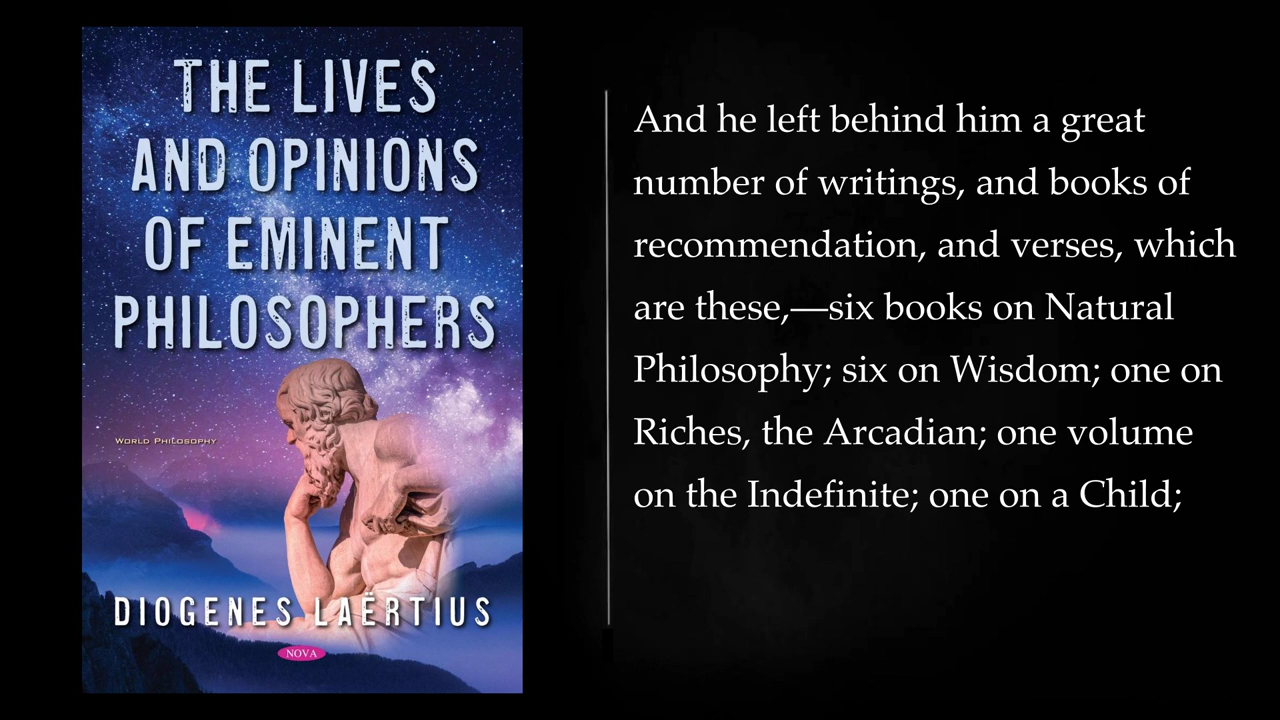 THE LIVES
AND OPINIONS
OF EMINENT
PHILOSOPHERS
WORLD PHILOSOPHY
DIOGENES LAËRTIUS
NOVA
And he left behind him a great
number of writings, and books of
recommendation, and verses, which
are these,—six books on Natural
Philosophy; six on Wisdom; one on
Riches, the Arcadian; one volume
on the Indefinite; one on a Child;